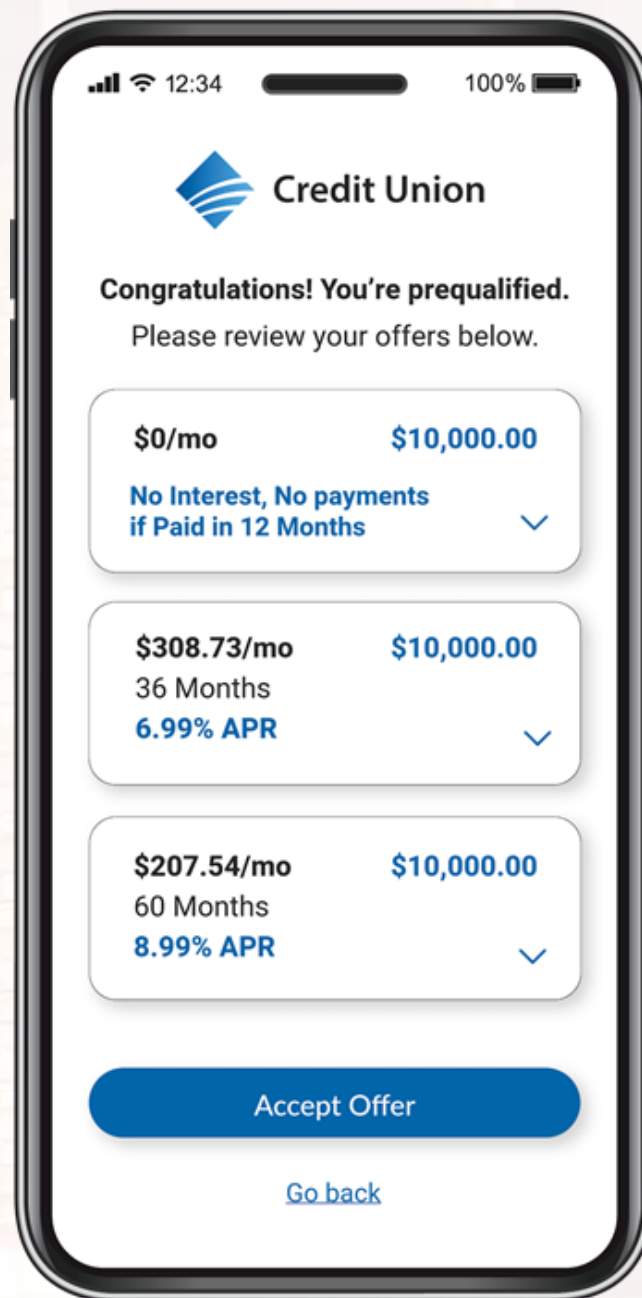 12:34
100%
Credit Union
Congratulations! You’re prequalified.
Please review your offers below.
$0/mo $10,000.00
No Interest, No payments
if Paid in 12 Months
$308.73/mo $10,000.00
36 Months
6.99% APR
$207.54/mo $10,000.00
60 Months
8.99% APR
Accept Offer
Go back